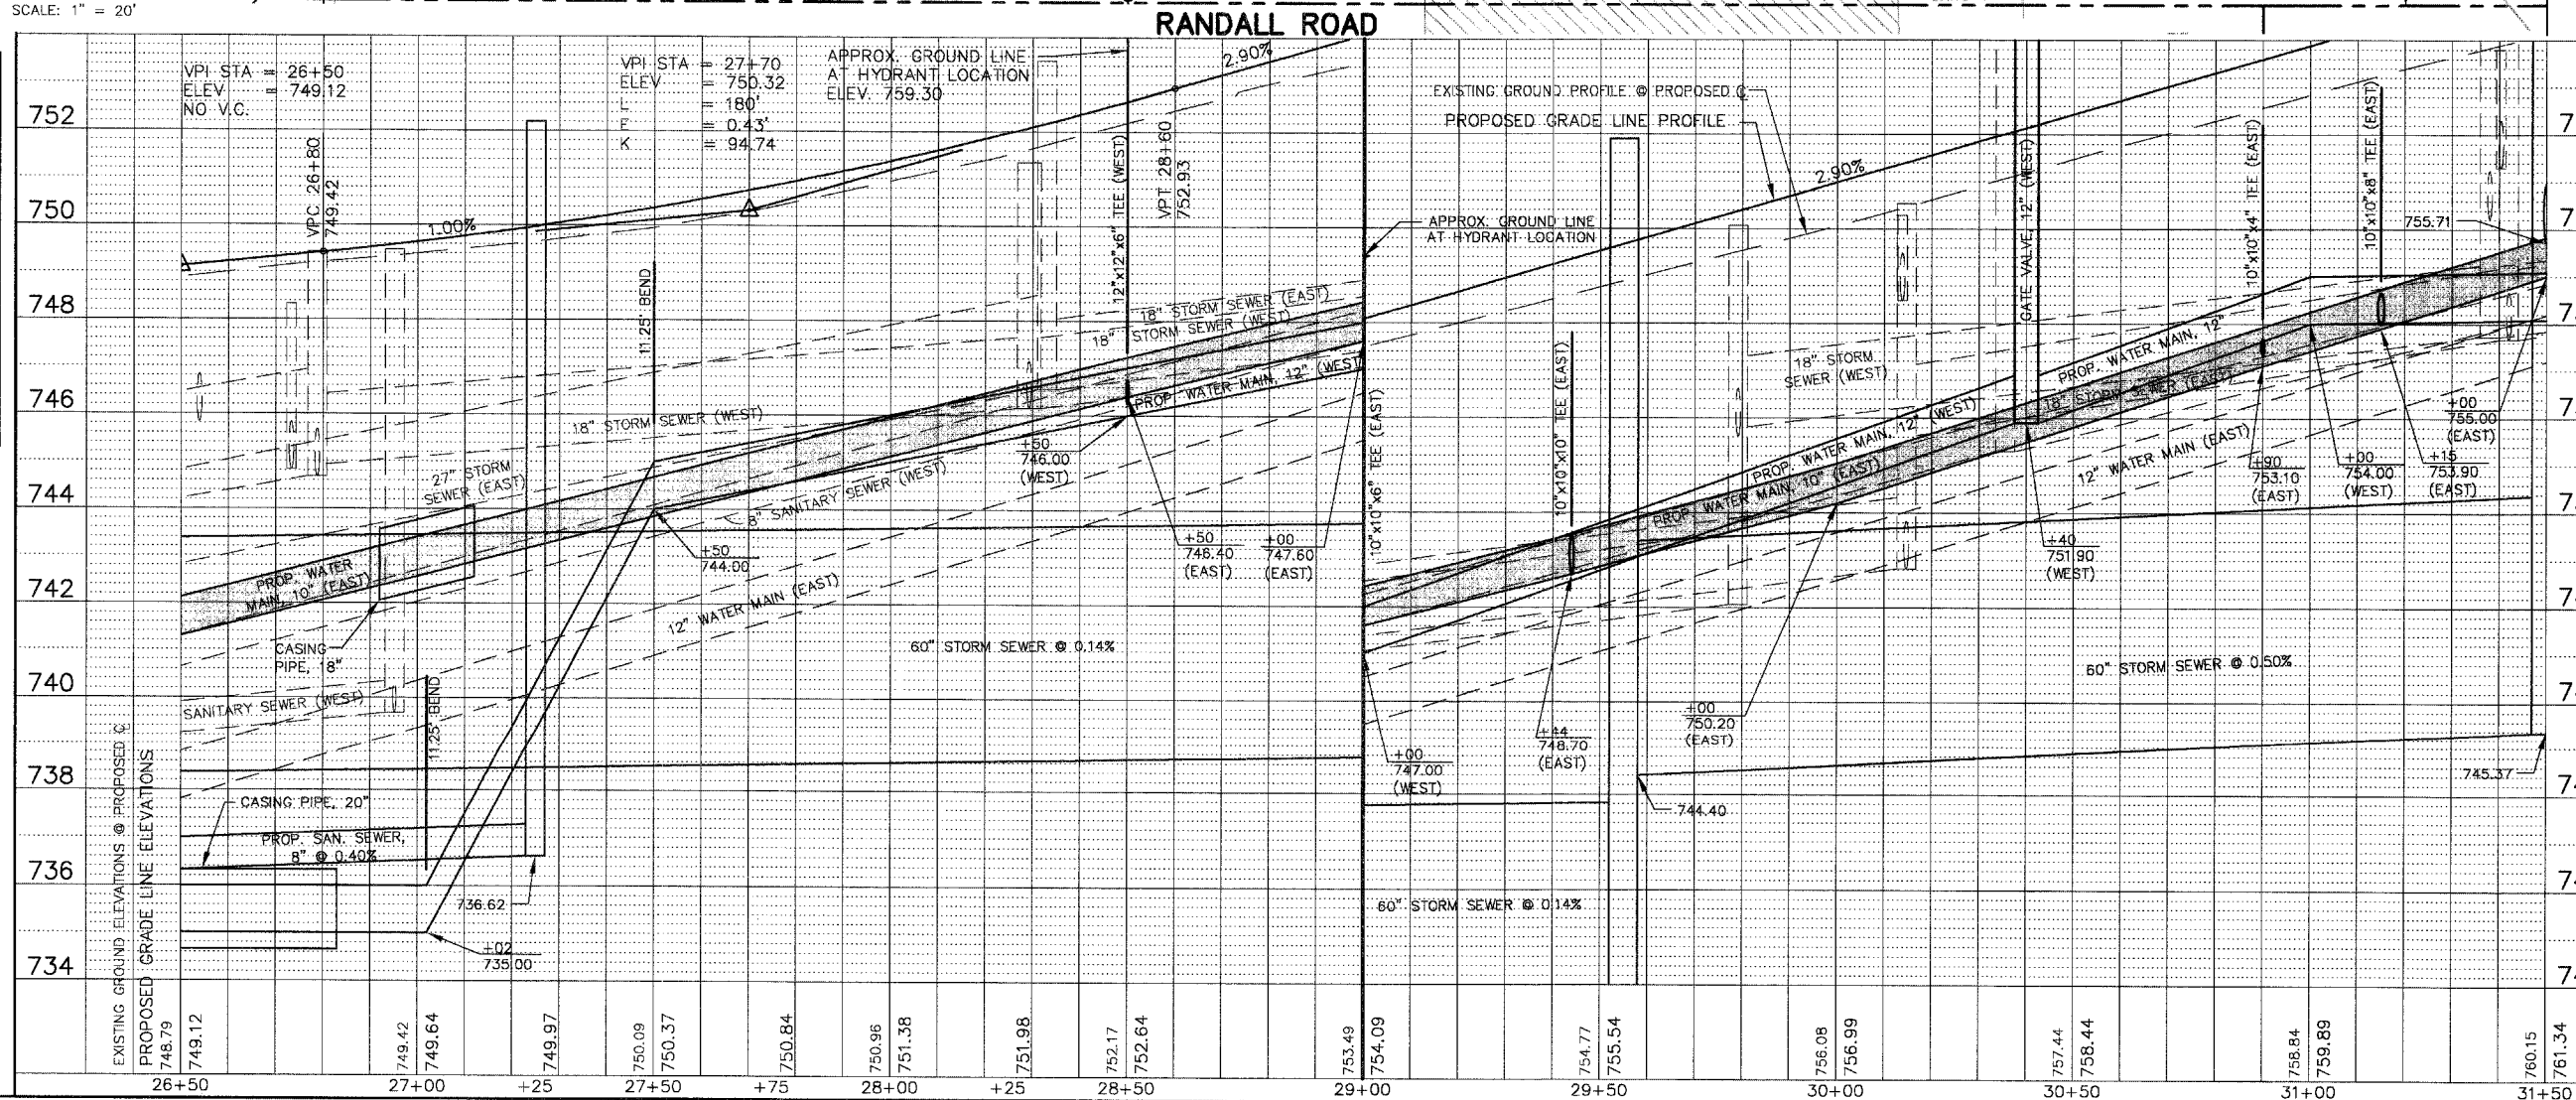 SCALE: 1" = 20'
RANDALL ROAD
VPI STA = 26+50
ELEV = 749.12
NO V.C.
VPI STA = 27+70
ELEV = 750.32
L = 180'
E = 0.43'
K = 94.74
APPROX. GROUND LINE
AT HYDRANT LOCATION
ELEV. 759.30
2.90%
EXISTING GROUND PROFILE @ PROPOSED ℄
PROPOSED GRADE LINE PROFILE
2.90%
752
750
748
746
744
742
740
738
736
734
VPC 26+80
749.42
1.00%
11.25° BEND
12"x12"x6" TEE (WEST)
VPT 28+60
752.93
APPROX. GROUND LINE
AT HYDRANT LOCATION
GATE VALVE, 12" (WEST)
10"x10"x4" TEE (EAST)
10"x10"x8" TEE (EAST)
755.71
18" STORM SEWER (EAST)
18" STORM SEWER (WEST)
PROP. WATER MAIN, 12" (WEST)
18" STORM SEWER (WEST)
27" STORM
SEWER (EAST)
8" SANITARY SEWER (WEST)
12" WATER MAIN (EAST)
PROP. WATER
MAIN, 10" (EAST)
CASING
PIPE, 18"
SANITARY SEWER (WEST)
11.25° BEND
+50
744.00
+50
746.00
(WEST)
+50
746.40
(EAST)
+00
747.60
(EAST)
10"x10"x6" TEE (EAST)
10"x10"x10" TEE (EAST)
18" STORM
SEWER (WEST)
PROP. WATER MAIN, 12"
PROP. WATER MAIN, 12" (WEST)
PROP. WATER MAIN, 10" (EAST)
18" STORM SEWER (EAST)
12" WATER MAIN (EAST)
+40
751.90
(WEST)
+90
753.10
(EAST)
+00
754.00
(WEST)
+15
753.90
(EAST)
+00
755.00
(EAST)
60" STORM SEWER @ 0.14%
60" STORM SEWER @ 0.50%
+00
747.00
(WEST)
+44
748.70
(EAST)
+00
750.20
(EAST)
744.40
745.37
CASING PIPE, 20"
PROP. SAN. SEWER,
8" @ 0.40%
736.62
+02
735.00
60" STORM SEWER @ 0.14%
EXISTING GROUND ELEVATIONS @ PROPOSED ℄
PROPOSED GRADE LINE ELEVATIONS
748.79
749.12
749.42
749.64
749.97
750.09
750.37
750.84
750.96
751.38
751.98
752.17
752.64
753.49
754.09
754.77
755.54
756.08
756.99
757.44
758.44
758.84
759.89
760.15
761.34
26+50
27+00
+25
27+50
+75
28+00
+25
28+50
29+00
29+50
30+00
30+50
31+00
31+50